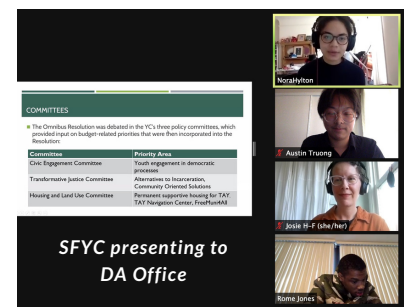 COMMITTEES
The Omnibus Resolution was debated in the YC's three policy committees, which
provided input on budget-related priorities that were then incorporated into the
Resolution:
Committee Priority Area
Civic Engagement Committee Youth engagement in democratic
processes
Transformative Justice Committee Alternatives to Incarceration,
Community Oriented Solutions
Housing and Land Use Committee Permanent supportive housing for TAY,
TAY Navigation Center, FreeMuni4All
SFYC presenting to
DA Office
NoraHylton
Austin Truong
Josie H-F (she/her)
Rome Jones